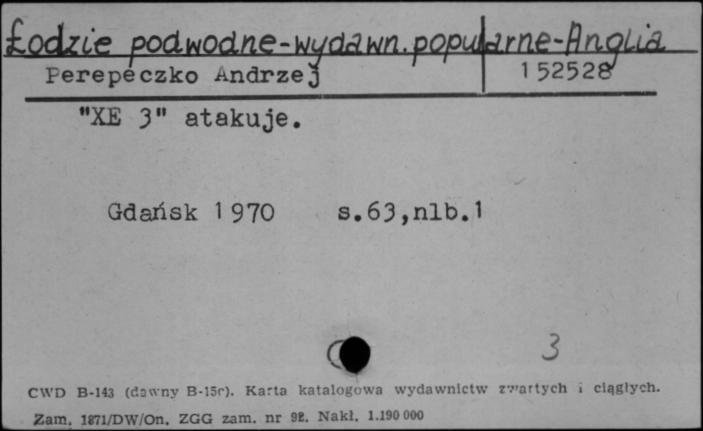 Łodzie podwodne-wydawn.popularne-Anglia
Perepeczko Andrzej 152528
"XE 3" atakuje.
Gdańsk 1970 s.63,nlb.1
3
CWD B-143 (dawny B-15r). Karta katalogowa wydawnictw zwartych i ciągłych.
Zam. 1871/DW/On. ZGG zam. nr 92. Nakł. 1.190 000